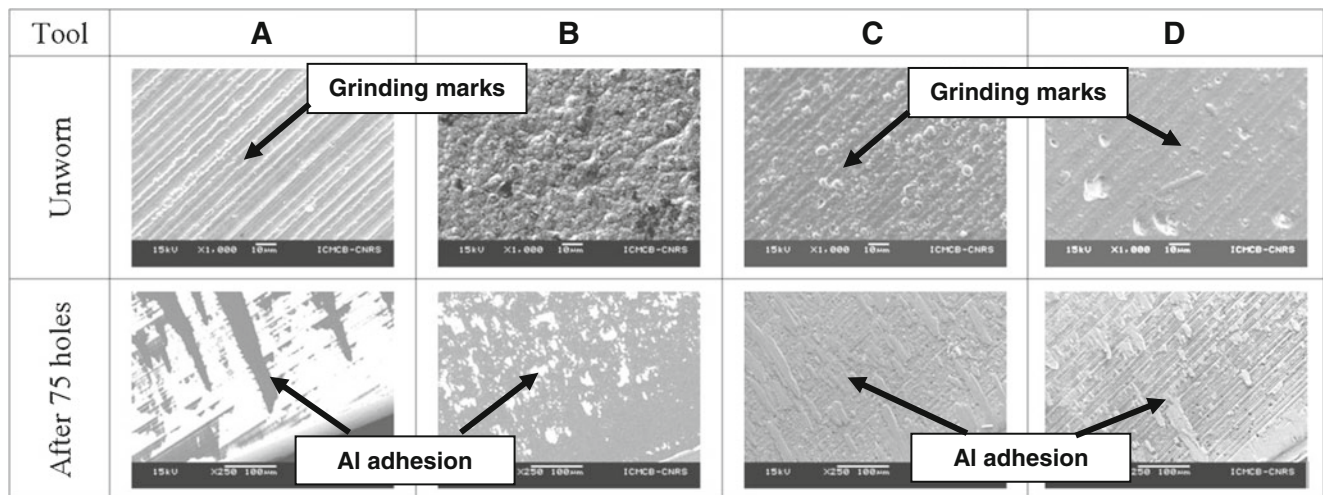 Tool A B C D
Unworn
Grinding marks
Grinding marks
15kV X1,000 10μm ICMCB-CNRS
15kV X1,000 10μm ICMCB-CNRS
15kV X1,000 10μm ICMCB-CNRS
15kV X1,000 10μm ICMCB-CNRS
After 75 holes
Al adhesion
Al adhesion
15kV X250 100μm ICMCB-CNRS
15kV X250 100μm ICMCB-CNRS
15kV CNRS
250 100μm ICMCB-CNRS